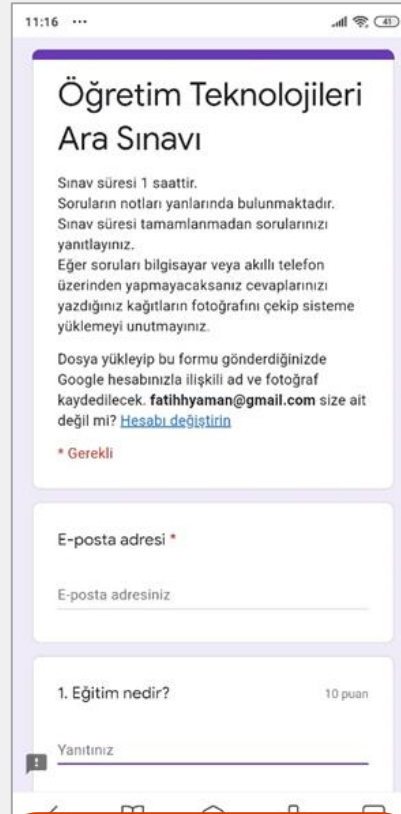 11:16 ...
41
Öğretim Teknolojileri
Ara Sınavı
Sınav süresi 1 saattir.
Soruların notları yanlarında bulunmaktadır.
Sınav süresi tamamlanmadan sorularınızı
yanıtlayınız.
Eğer soruları bilgisayar veya akıllı telefon
üzerinden yapmayacaksanız cevaplarınızı
yazdığınız kağıtların fotoğrafını çekip sisteme
yüklemeyi unutmayınız.
Dosya yükleyip bu formu gönderdiğinizde
Google hesabınızla ilişkili ad ve fotoğraf
kaydedilecek. fatihhyaman@gmail.com size ait
değil mi? Hesabı değiştirin
* Gerekli
E-posta adresi *
E-posta adresiniz
1. Eğitim nedir? 10 puan
Yanıtınız